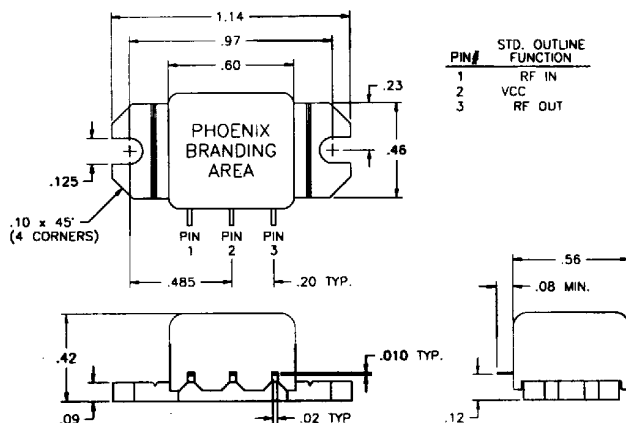 1.14
.97
.60
STD. OUTLINE
PIN# FUNCTION
1 RF IN
2 VCC
3 RF OUT
.23
PHOENIX
BRANDING
AREA
.46
.125
.10 x 45°
(4 CORNERS)
PIN PIN PIN
1 2 3
.485
.20 TYP.
.56
.08 MIN.
.42
.010 TYP.
.09
.02 TYP
.12